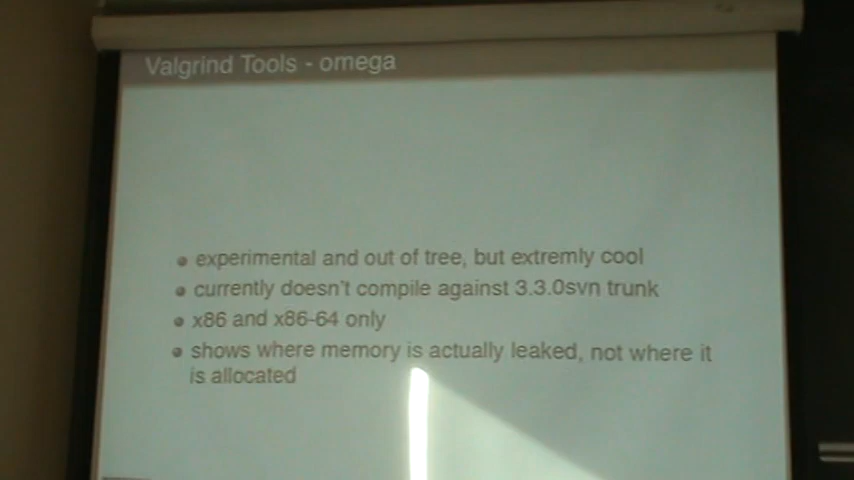 Valgrind Tools - omega
experimental and out of tree, but extremly cool
currently doesn't compile against 3.3.0svn trunk
x86 and x86-64 only
shows where memory is actually leaked, not where it
is allocated